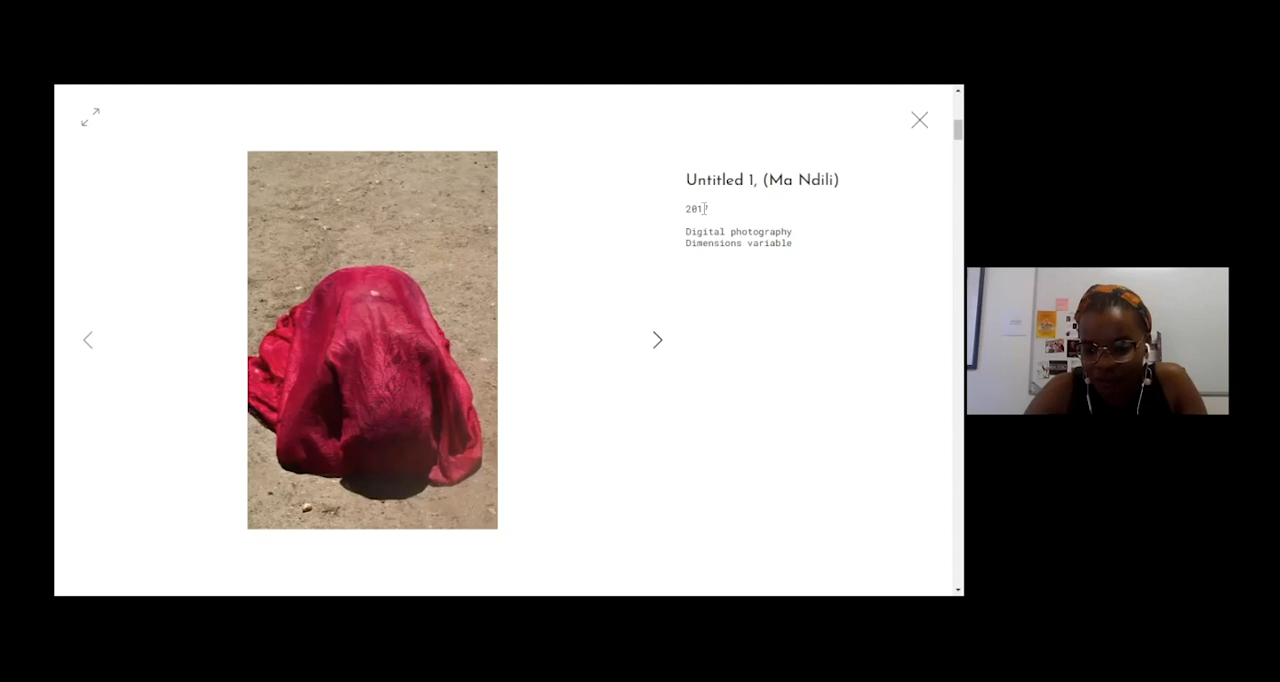 Untitled 1, (Ma Ndili)
Digital photography
Dimensions variable